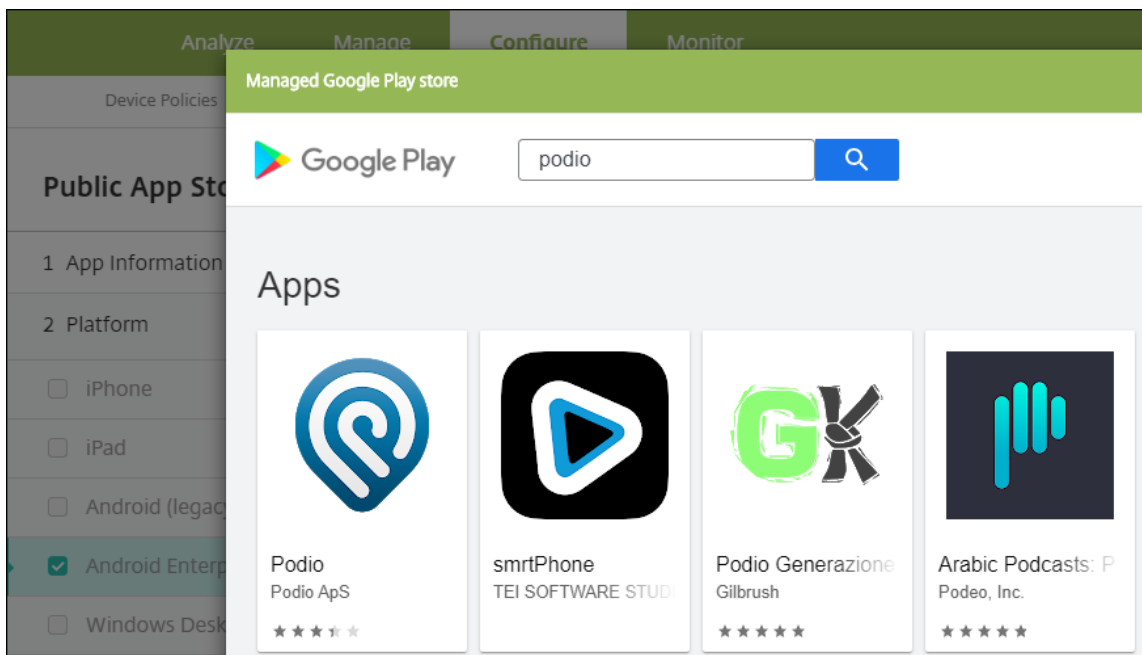 Analyze Manage Configure Monitor
Device Policies
Managed Google Play store
Google Play
podio
Public App Sto
1 App Information
2 Platform
iPhone
iPad
Android (legacy
Android Enterp
Windows Desk
Apps
GK
Podio
Podio ApS
smrtPhone
TEI SOFTWARE STUD
Podio Generazione
Gilbrush
Arabic Podcasts: P
Podeo, Inc.